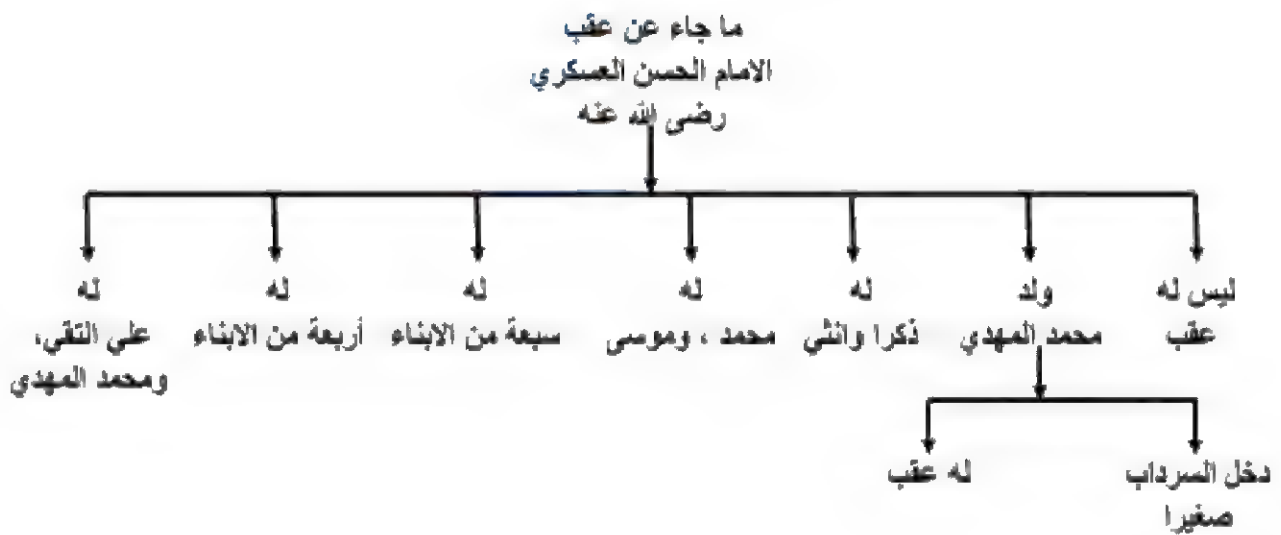 ما جاء عن عقب
الامام الحسن العسكري
رضى الله عنه
ليس له
عقب
ولد
محمد المهدي
له
ذكرا وانثي
له
محمد ، وموسى
له
سبعة من الابناء
له
أربعة من الابناء
له
علي التقي،
ومحمد المهدي
دخل السرداب
صغيرا
له عقب